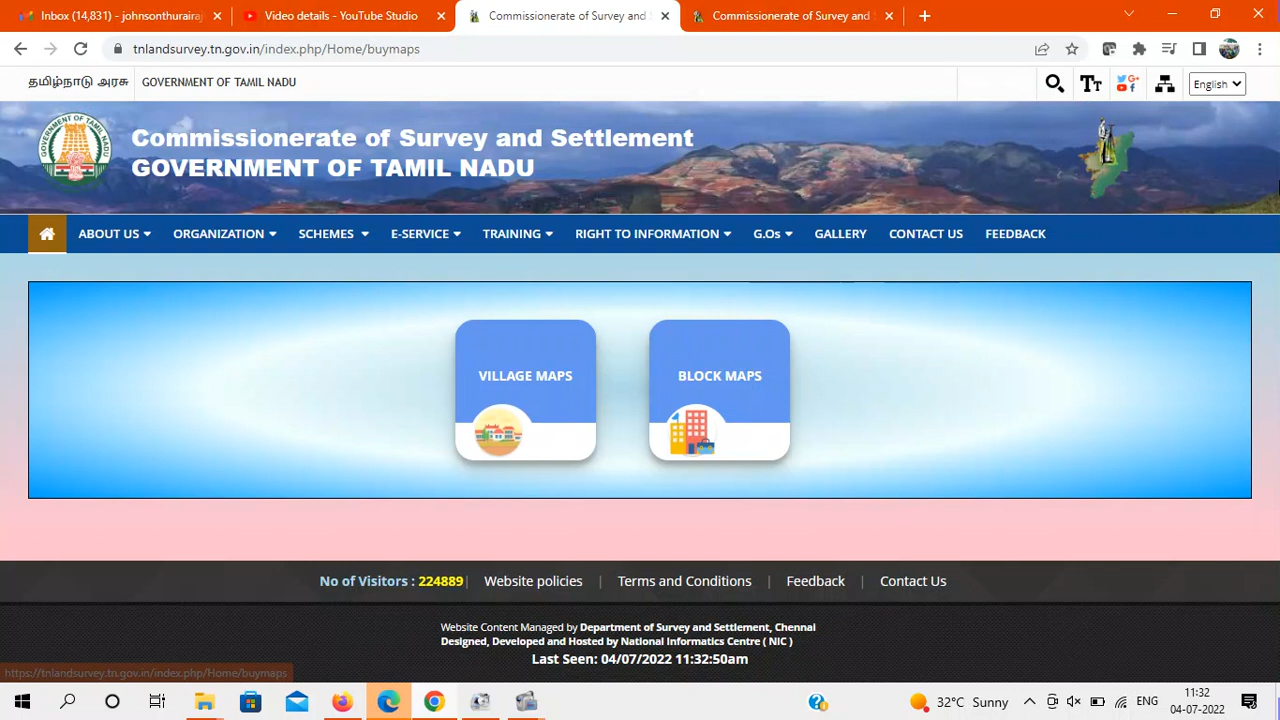 Inbox (14,831) - johnsonthurairaj
Video details - YouTube Studio
Commissionerate of Survey and S
Commissionerate of Survey and S
tnlandsurvey.tn.gov.in/index.php/Home/buymaps
தமிழ்நாடு அரசு
GOVERNMENT OF TAMIL NADU
TT
English
Commissionerate of Survey and Settlement
GOVERNMENT OF TAMIL NADU
ABOUT US
ORGANIZATION
SCHEMES
E-SERVICE
TRAINING
RIGHT TO INFORMATION
G.Os
GALLERY
CONTACT US
FEEDBACK
VILLAGE MAPS
BLOCK MAPS
No of Visitors : 224889
| Website policies | Terms and Conditions | Feedback | Contact Us
Website Content Managed by Department of Survey and Settlement, Chennai
Designed, Developed and Hosted by National Informatics Centre ( NIC )
Last Seen: 04/07/2022 11:32:50am
https://tnlandsurvey.tn.gov.in/index.php/Home/buymaps
32°C Sunny
ENG
11:32
04-07-2022